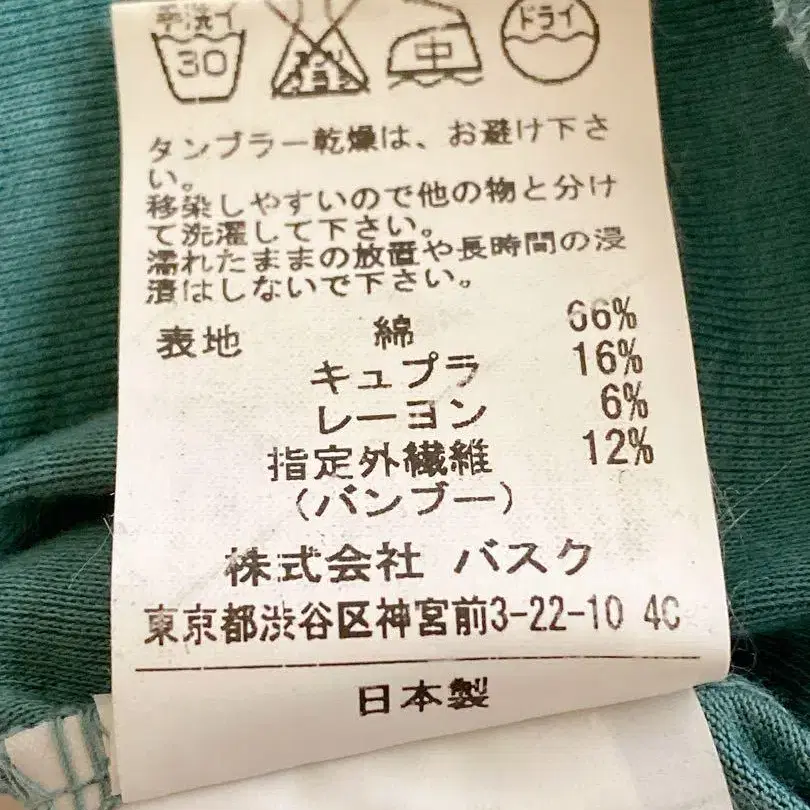 手洗イ 30 中 ドライ
タンブラー乾燥は、お避け下さ
い。
移染しやすいので他の物と分け
て洗濯して下さい。
濡れたままの放置や長時間の浸
漬はしないで下さい。
表地 綿 66%
キュプラ 16%
レーヨン 6%
指定外繊維 12%
(バンブー)
株式会社 バスク
東京都渋谷区神宮前3-22-10 4C
日本製